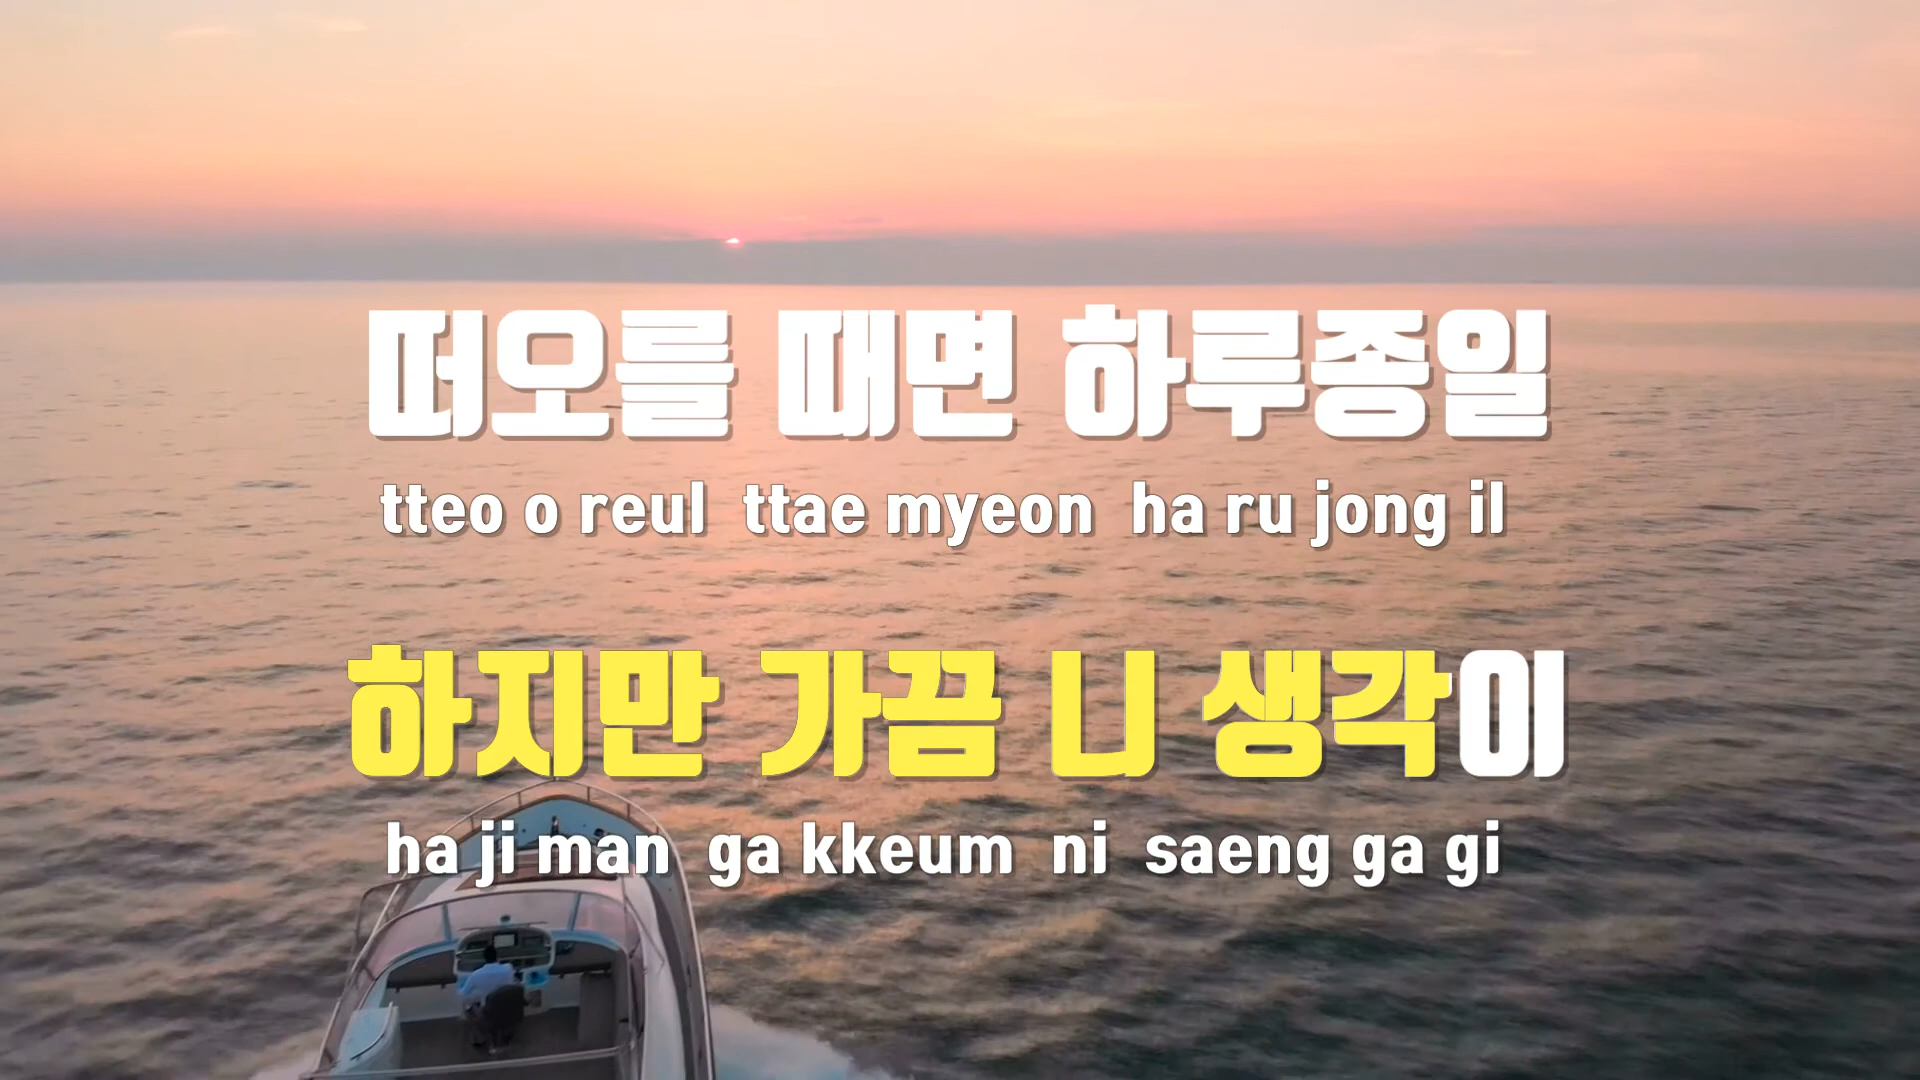 떠오를 때면 하루종일
tteo o reul ttae myeon ha ru jong il
하지만 가끔 니 생각이
ha ji man ga kkeum ni saeng ga gi